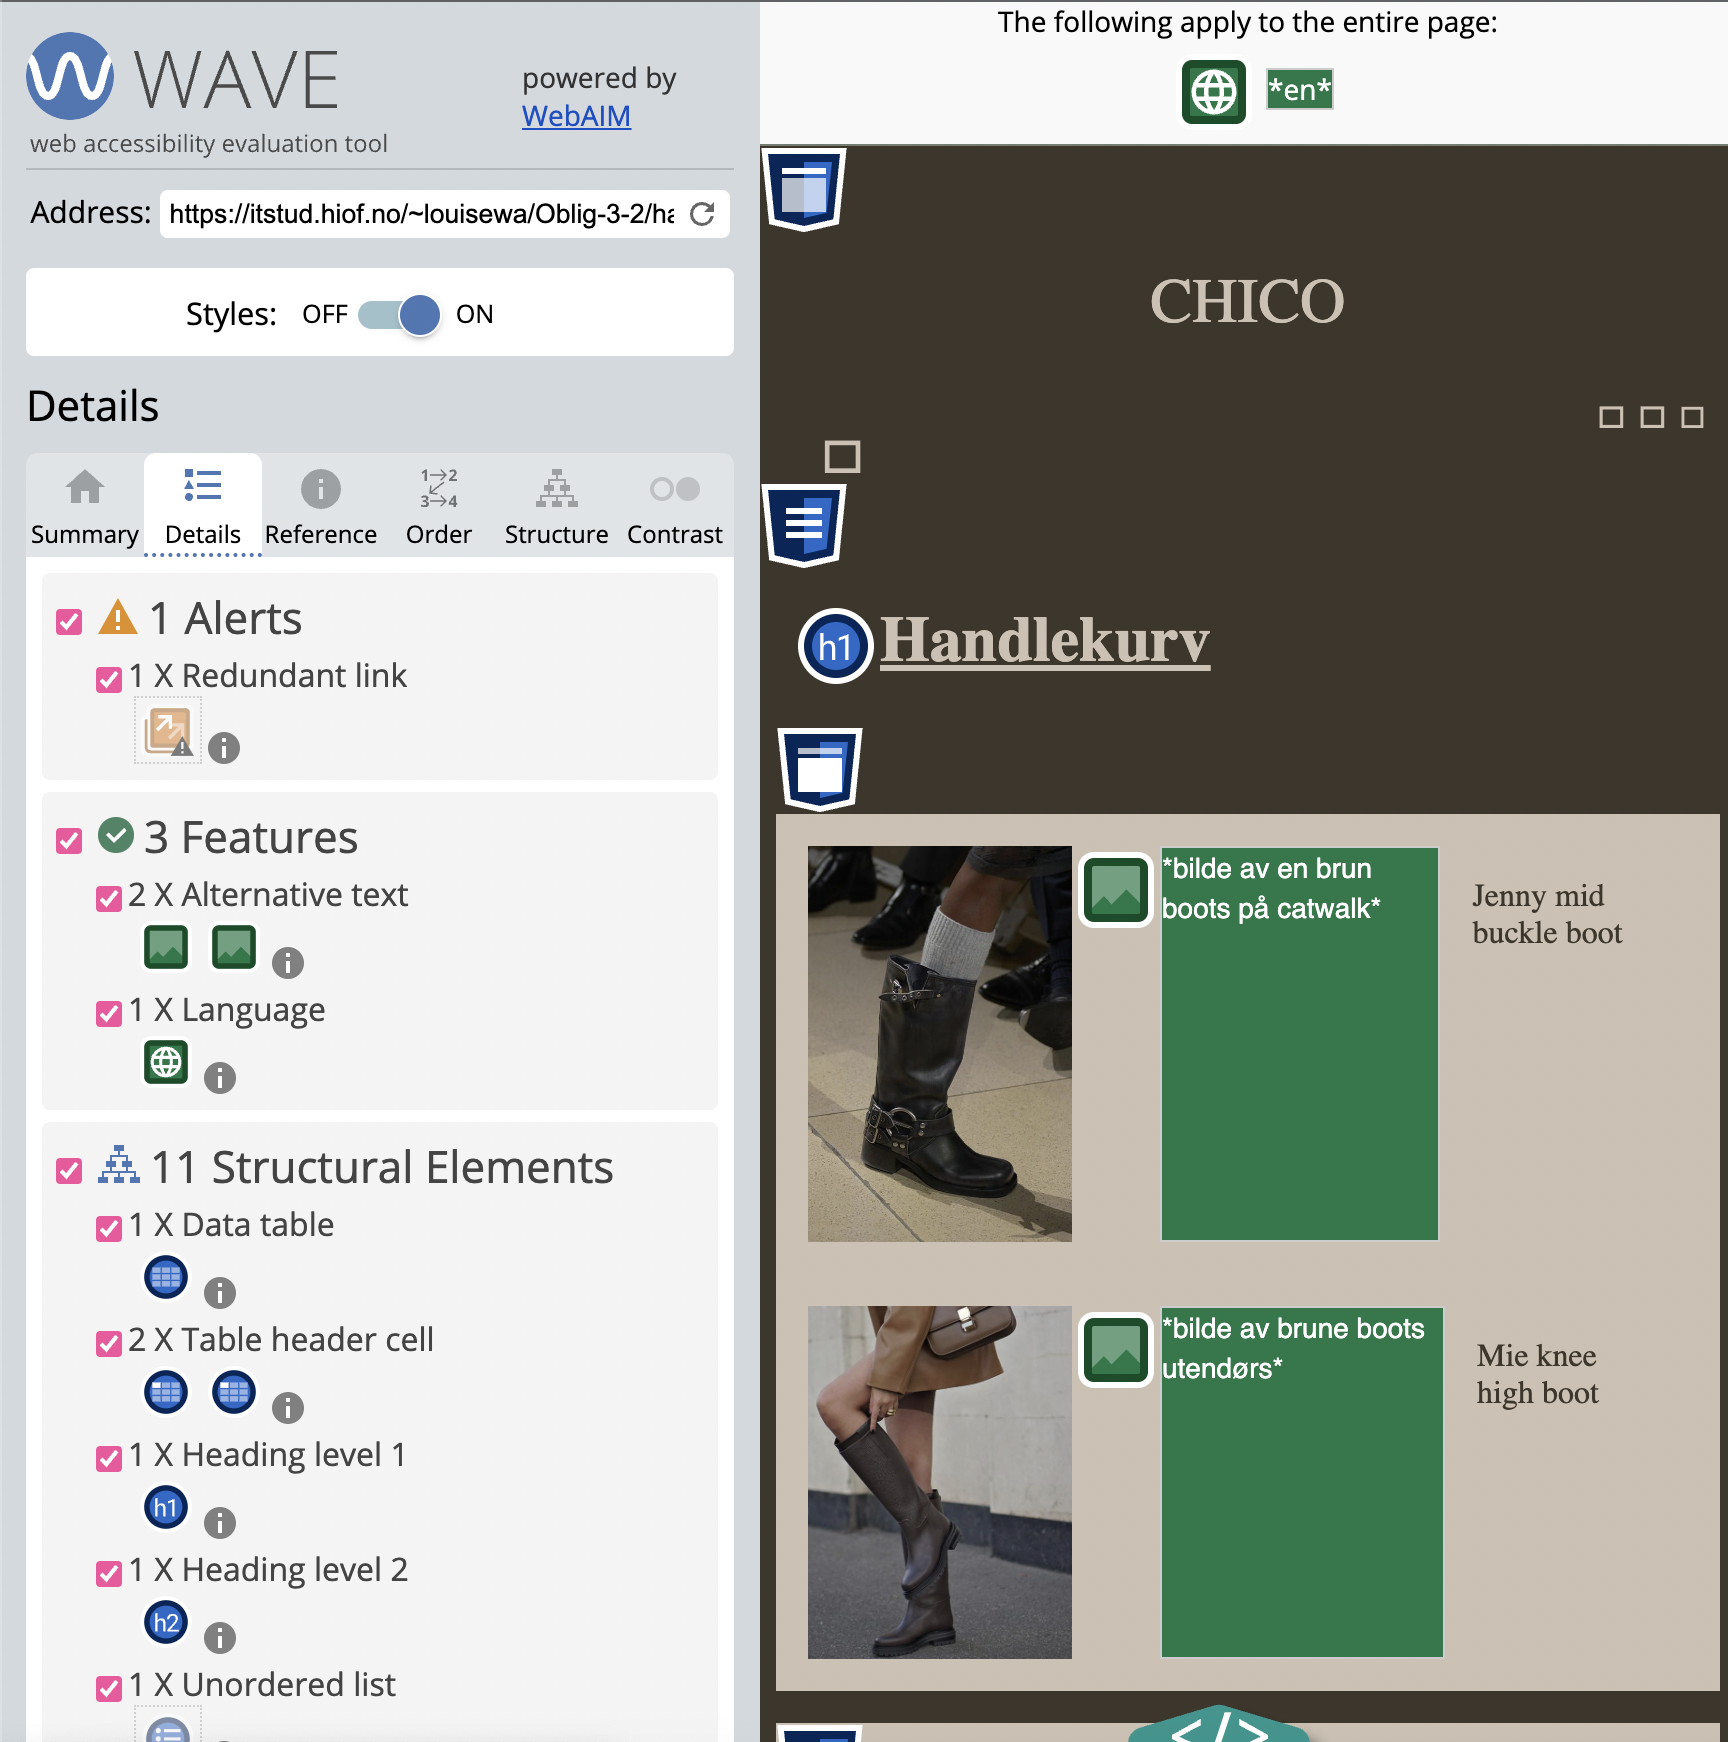 WAVE
web accessibility evaluation tool
powered by
WebAIM
Address: https://itstud.hiof.no/~louisewa/Oblig-3-2/ha
Styles: OFF ON
Details
Summary Details Reference Order Structure Contrast
1 Alerts
1 X Redundant link
3 Features
2 X Alternative text
1 X Language
11 Structural Elements
1 X Data table
2 X Table header cell
1 X Heading level 1
h1
1 X Heading level 2
h2
1 X Unordered list
The following apply to the entire page:
*en*
CHICO
h1 Handlekurv
*bilde av en brun
boots på catwalk*
Jenny mid
buckle boot
*bilde av brune boots
utendørs*
Mie knee
high boot